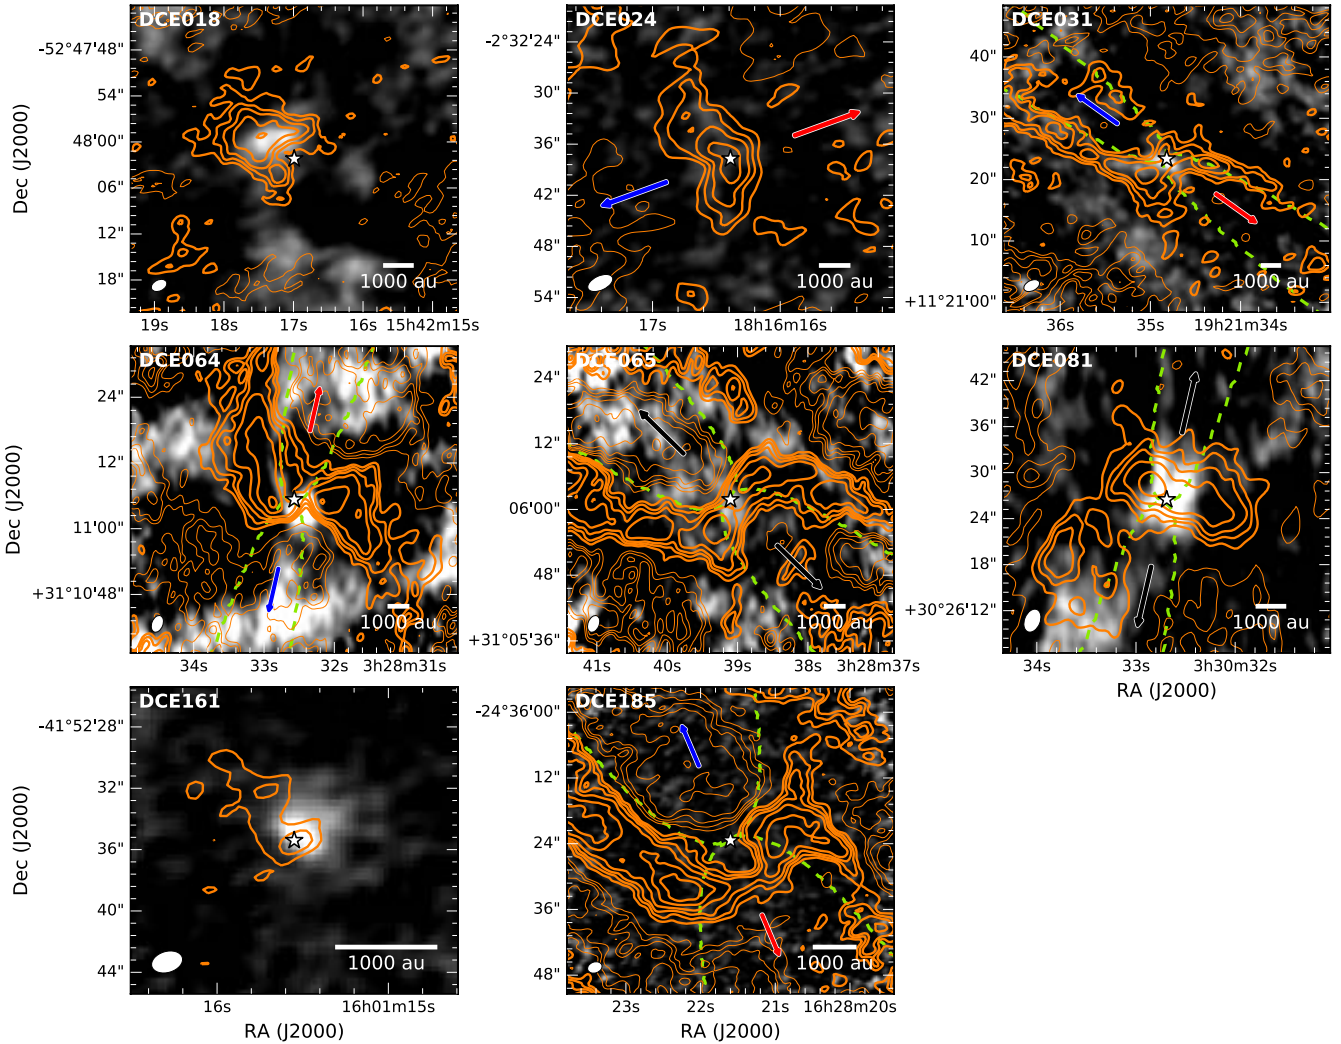 DCE018
-52°47'48"
54"
48'00"
06"
12"
18"
1000 au
19s
18s
17s
16s
15h42m15s
Dec (J2000)
DCE024
-2°32'24"
30"
36"
42"
48"
54"
1000 au
17s
18h16m16s
DCE031
40"
30"
20"
10"
+11°21'00"
1000 au
36s
35s
19h21m34s
DCE064
24"
12"
11'00"
+31°10'48"
1000 au
34s
33s
32s
3h28m31s
Dec (J2000)
DCE065
24"
12"
06'00"
48"
+31°05'36"
1000 au
41s
40s
39s
38s
3h28m37s
DCE081
42"
36"
30"
24"
18"
+30°26'12"
1000 au
34s
33s
3h30m32s
RA (J2000)
DCE161
-41°52'28"
32"
36"
40"
44"
1000 au
16s
16h01m15s
RA (J2000)
Dec (J2000)
DCE185
-24°36'00"
12"
24"
36"
48"
1000 au
23s
22s
21s
16h28m20s
RA (J2000)